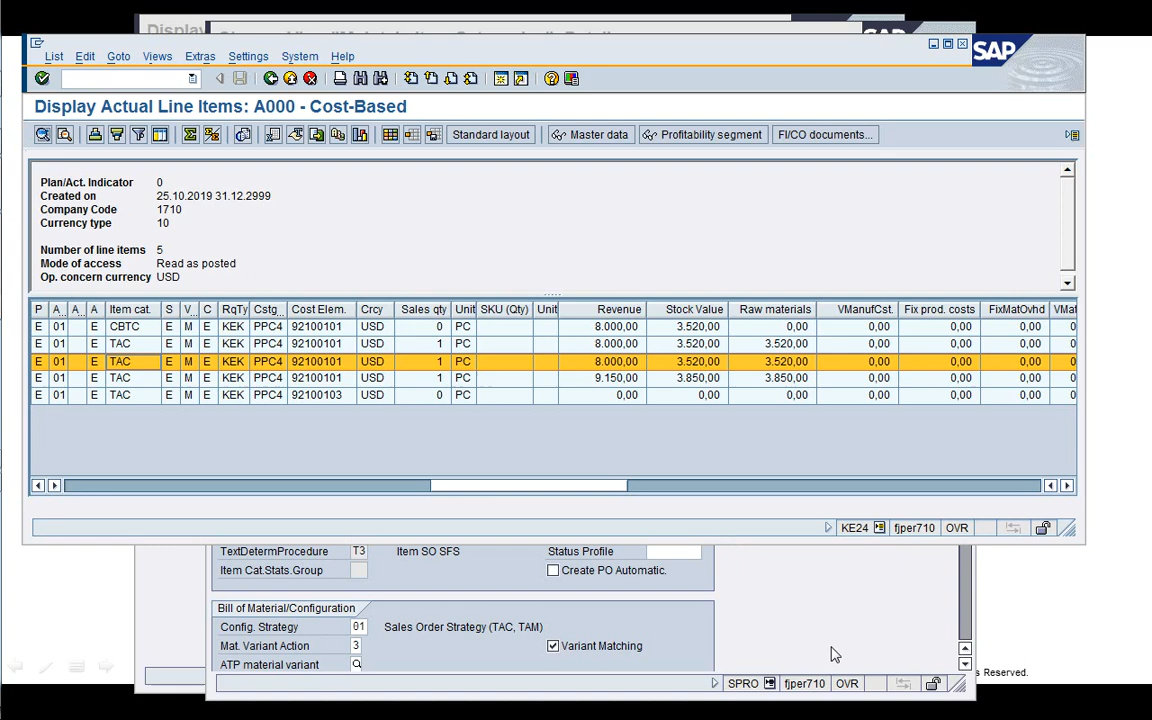 Display
List Edit Goto Views Extras Settings System Help
SAP
Display Actual Line Items: A000 - Cost-Based
Standard layout Master data Profitability segment FI/CO documents...
Plan/Act. Indicator 0
Created on 25.10.2019 31.12.2999
Company Code 1710
Currency type 10
Number of line items 5
Mode of access Read as posted
Op. concern currency USD
P A.. A.. A Item cat. S V.. C RqTy Cstg.. Cost Elem. Crcy Sales qty Unit SKU (Qty) Unit Revenue Stock Value Raw materials VManufCst. Fix prod. costs FixMatOvhd VMat
E 01 E CBTC E M E KEK PPC4 92100101 USD 0 PC 8.000,00 3.520,00 0,00 0,00 0,00 0,00 0
E 01 E TAC E M E KEK PPC4 92100101 USD 1 PC 8.000,00 3.520,00 3.520,00 0,00 0,00 0,00 0
E 01 E TAC E M E KEK PPC4 92100101 USD 1 PC 8.000,00 3.520,00 3.520,00 0,00 0,00 0,00 0
E 01 E TAC E M E KEK PPC4 92100101 USD 1 PC 9.150,00 3.850,00 3.850,00 0,00 0,00 0,00 0
E 01 E TAC E M E KEK PPC4 92100103 USD 0 PC 0,00 0,00 0,00 0,00 0,00 0,00 0
KE24 fjper710 OVR
TextDetermProcedure T3 Item SO SFS Status Profile
Item Cat.Stats.Group Create PO Automatic.
Bill of Material/Configuration
Config. Strategy 01 Sales Order Strategy (TAC, TAM)
Mat. Variant Action 3 Variant Matching
ATP material variant
s Reserved.
SPRO fjper710 OVR